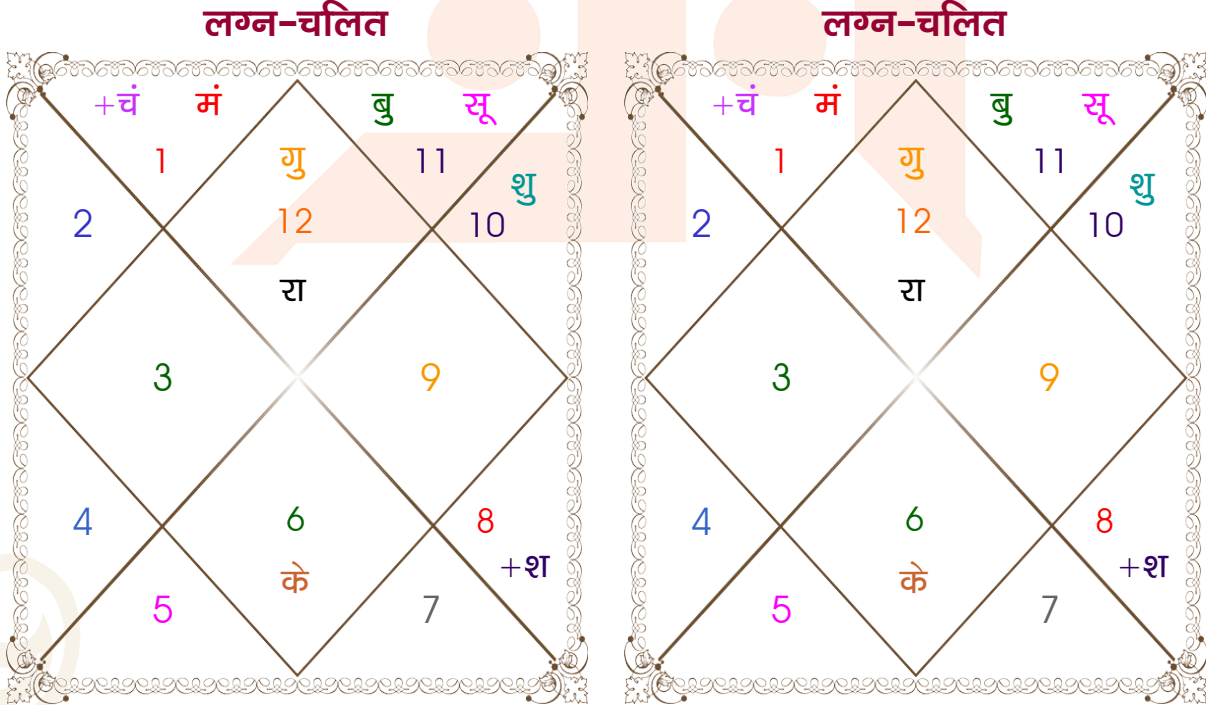 लग्न-चलित
+चं मं बु सू
1 गु 11 शु
2 12 10
रा
3 9
4 6 8
के +श
5 7
लग्न-चलित
+चं मं बु सू
1 गु 11 शु
2 12 10
रा
3 9
4 6 8
के +श
5 7